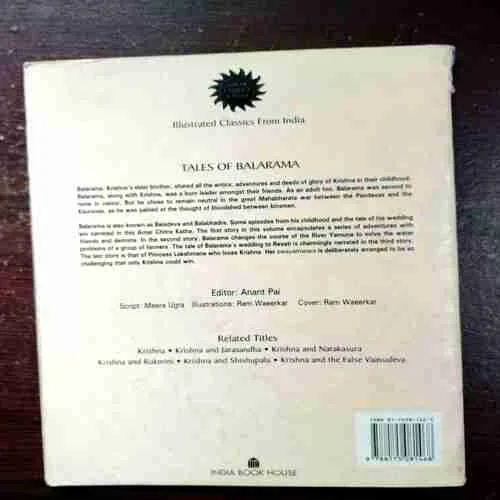 Illustrated Classics From India
TALES OF BALARAMA
Balarama, Krishna's elder brother, shared all the antics, adventures and deeds of glory of Krishna in their childhood.
Balarama, along with Krishna, was a born leader amongst their friends. As an adult too, Balarama was second to
none in valour. But he chose to remain neutral in the great Mahabharata war between the Pandavas and the
Kauravas, as he was pained at the thought of bloodshed between kinsmen.
Balarama is also known as Baladeva and Balabhadra. Some episodes from his childhood and the tale of his wedding
are narrated in this Amar Chitra Katha. The first story in this volume encapsulates a series of adventures with
friends and demons. In the second story, Balarama changes the course of the River Yamuna to solve the water
problems of a group of farmers. The tale of Balarama's wedding to Revati is charmingly narrated in the third story.
The last story is that of Princess Lakshmana who loves Krishna. Her swayamvara is deliberately arranged to be so
challenging that only Krishna could win.
Editor: Anant Pai
Script: Meera Ugra Illustrations: Ram Waeerkar Cover: Ram Waeerkar
Related Titles
Krishna • Krishna and Jarasandha • Krishna and Narakasura
Krishna and Rukmini • Krishna and Shishupala • Krishna and the False Vaasudeva
INDIA BOOK HOUSE